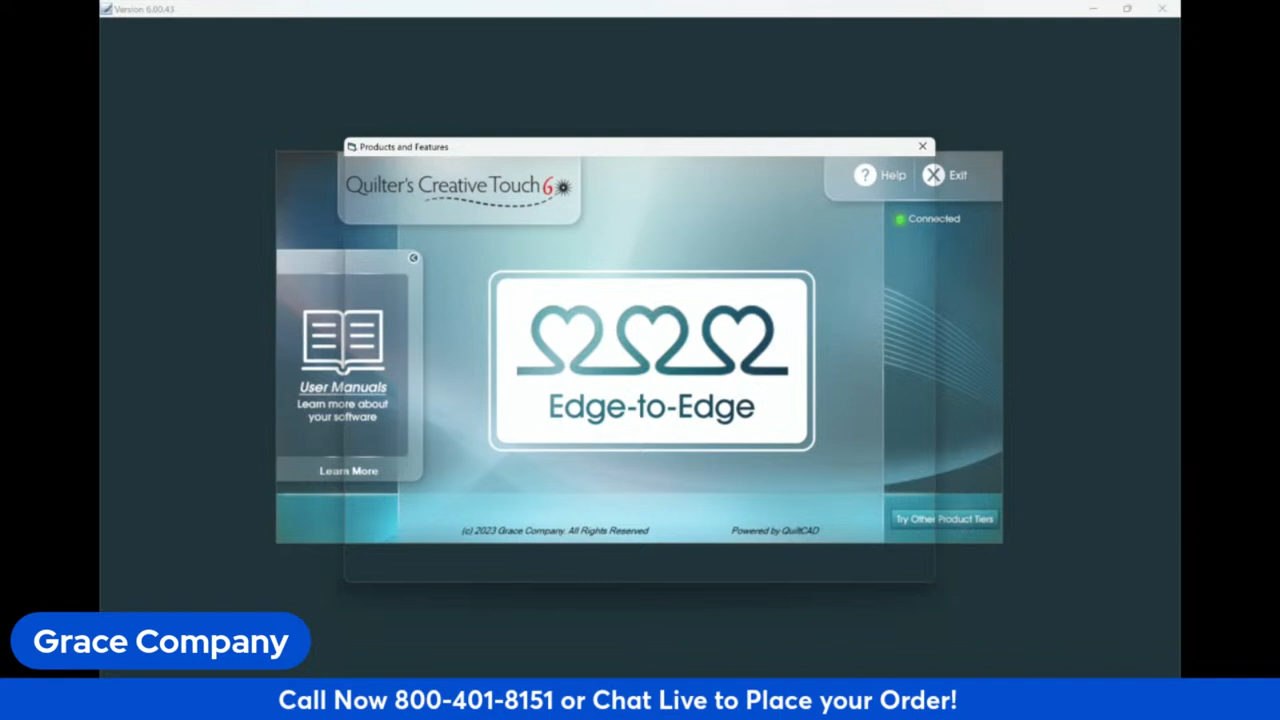 Version 6.00.43
Products and Features
Quilter's Creative Touch 6
? Help
X Exit
Connected
User Manuals
Learn more about
your software
Learn More
Edge-to-Edge
Try Other Product Tiers
(c) 2023 Grace Company. All Rights Reserved
Powered by QuiltCAD
Grace Company
Call Now 800-401-8151 or Chat Live to Place your Order!